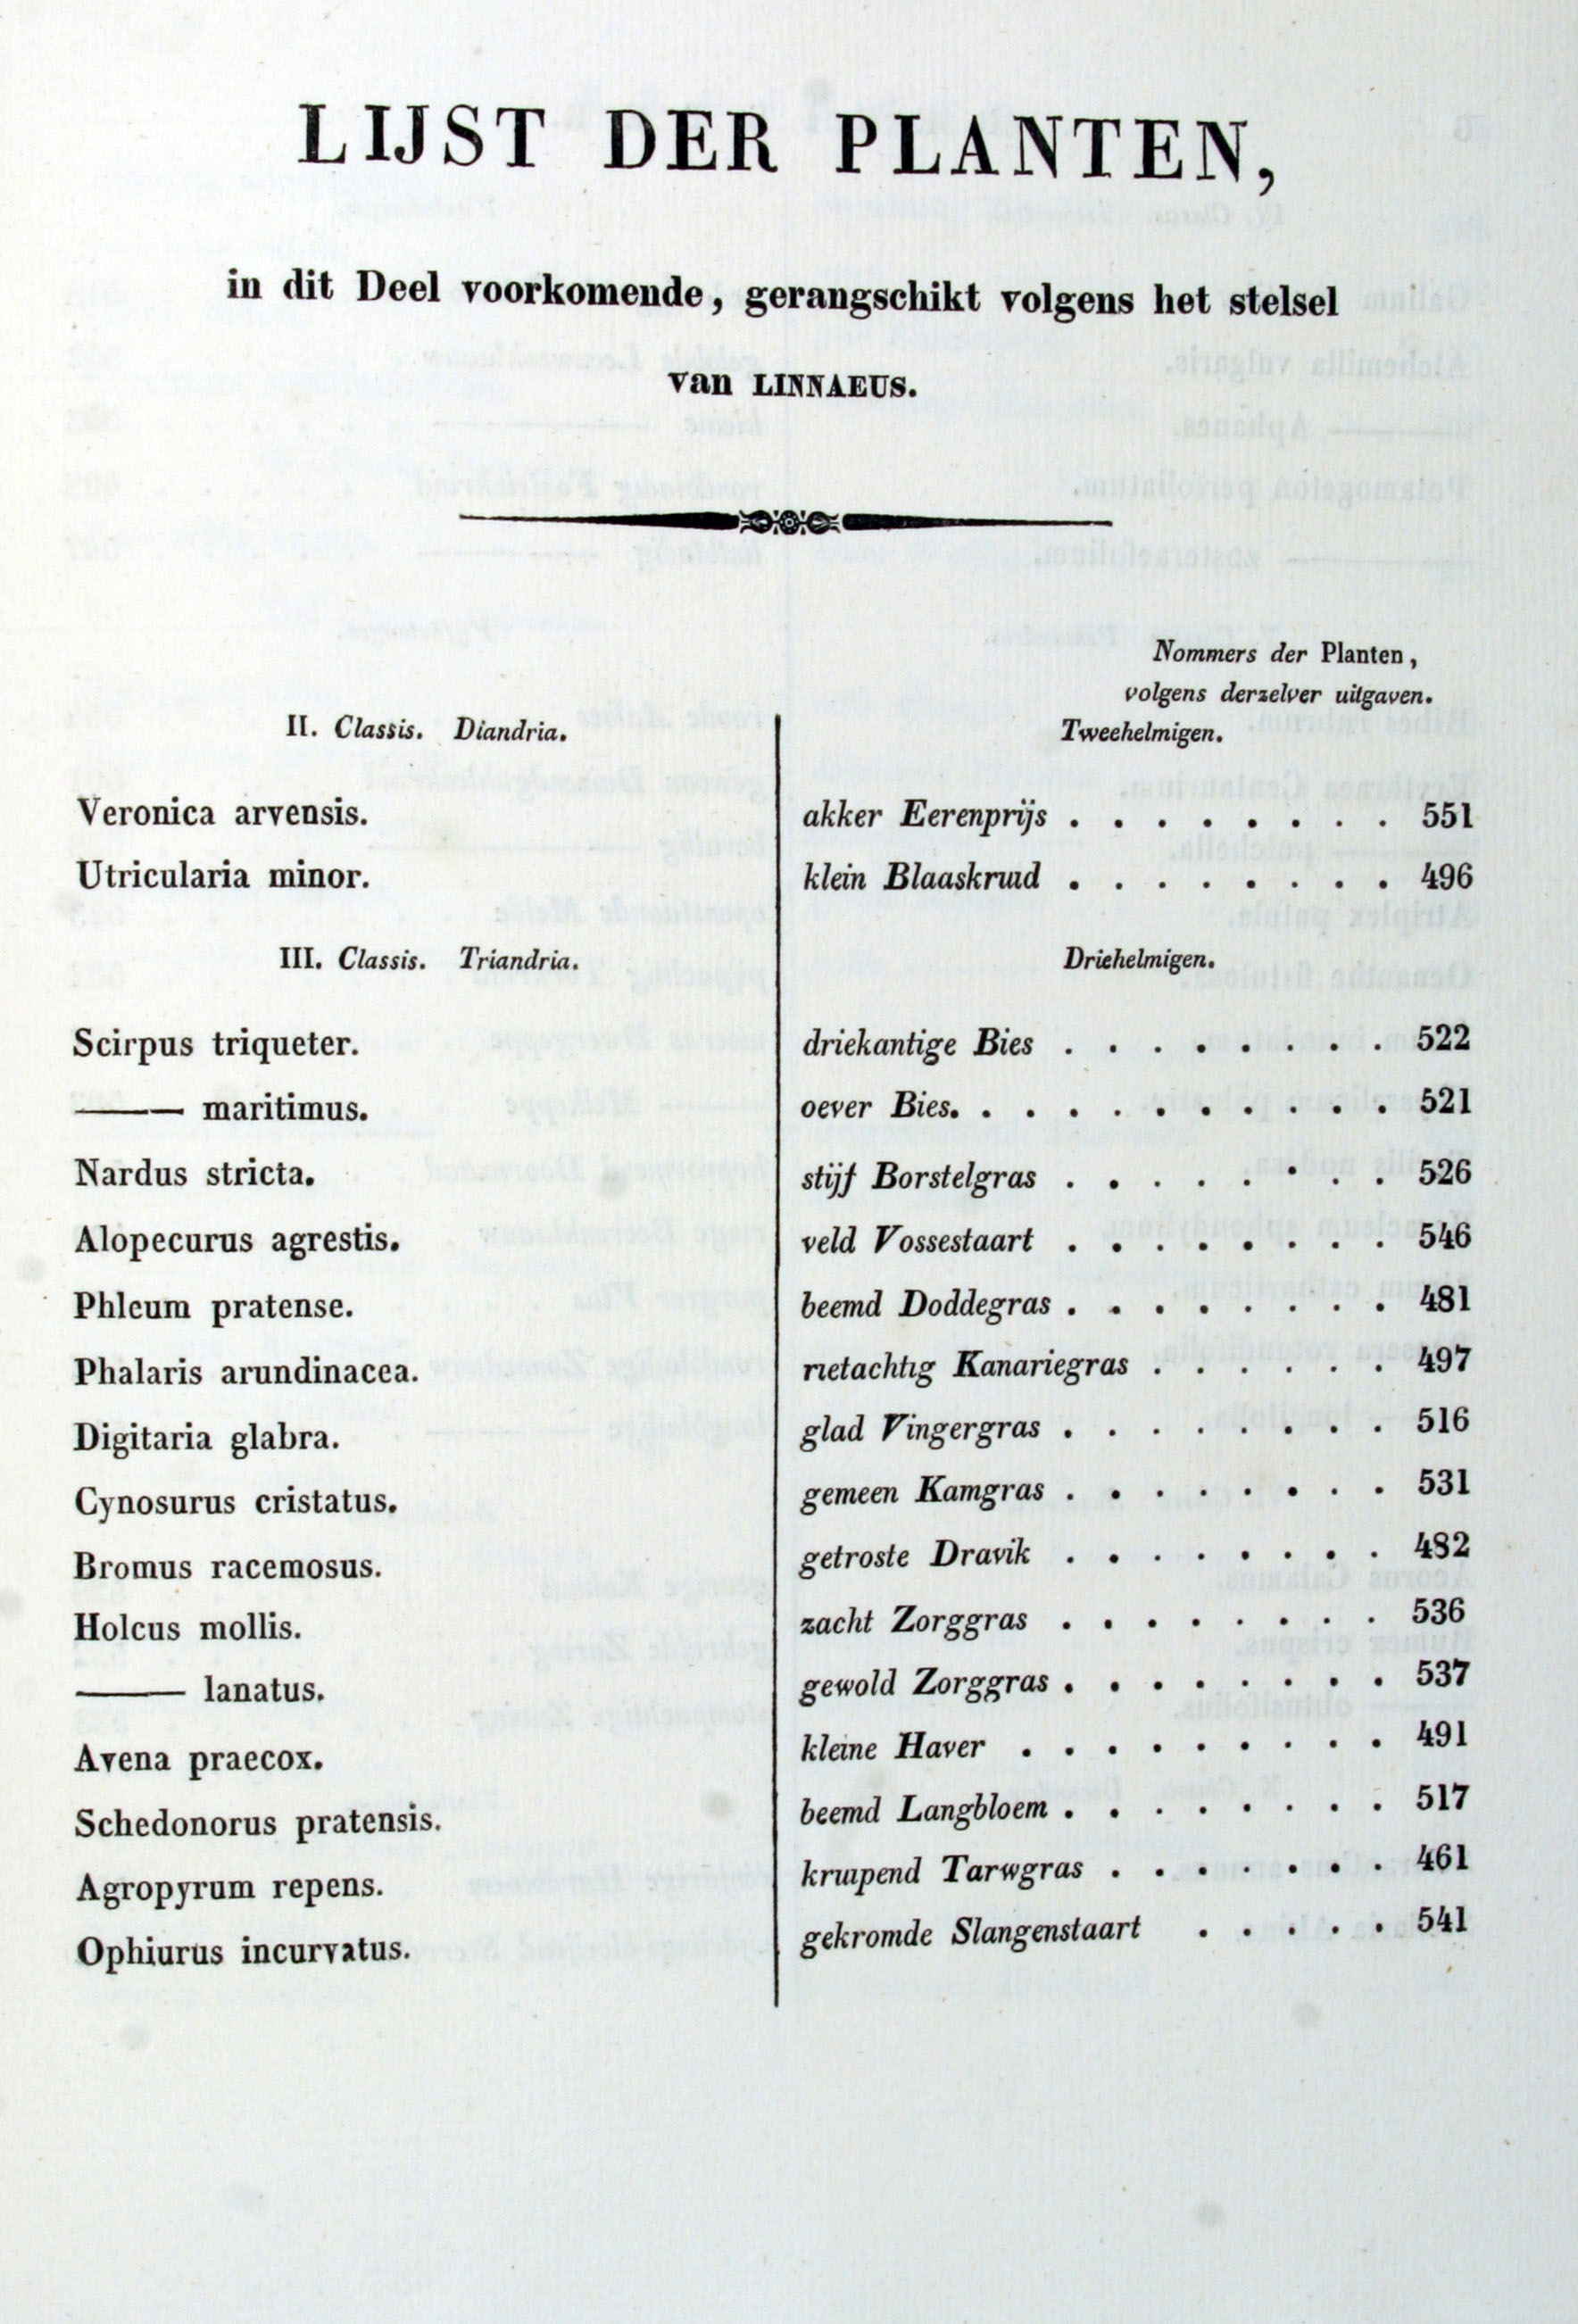 LIJST DER PLANTEN,
in dit Deel voorkomende, gerangschikt volgens het stelsel
van LINNAEUS.
Nommers der Planten,
volgens derzelver uitgaven.
II. Classis. Diandria. Tweehelmigen.
Veronica arvensis. akker Eerenprijs . . . . . . . . 551
Utricularia minor. klein Blaaskruid . . . . . . . . 496
III. Classis. Triandria. Driehelmigen.
Scirpus triqueter. driekantige Bies . . . . . . . . 522
——— maritimus. oever Bies. . . . . . . . . . . 521
Nardus stricta. stijf Borstelgras . . . . . . . . 526
Alopecurus agrestis. veld Vossestaart . . . . . . . . 546
Phleum pratense. beemd Doddegras . . . . . . . . 481
Phalaris arundinacea. rietachtig Kanariegras . . . . . . 497
Digitaria glabra. glad Vingergras . . . . . . . . 516
Cynosurus cristatus. gemeen Kamgras . . . . . . . . 531
Bromus racemosus. getroste Dravik . . . . . . . . 482
Holcus mollis. zacht Zorggras . . . . . . . . 536
——— lanatus. gewold Zorggras . . . . . . . . 537
Avena praecox. kleine Haver . . . . . . . . . 491
Schedonorus pratensis. beemd Langbloem . . . . . . . . 517
Agropyrum repens. kruipend Tarwgras . . . . . . . 461
Ophiurus incurvatus. gekromde Slangenstaart . . . . . 541